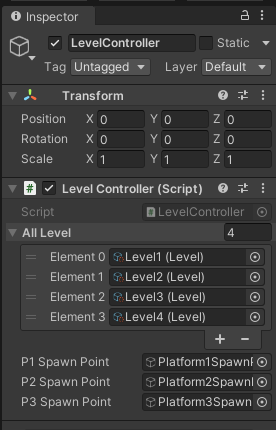 Inspector
LevelController Static
Tag Untagged Layer Default
Transform
Position X 0 Y 0 Z 0
Rotation X 0 Y 0 Z 0
Scale X 1 Y 1 Z 1
# Level Controller (Script)
Script # LevelController
All Level 4
Element 0 Level1 (Level)
Element 1 Level2 (Level)
Element 2 Level3 (Level)
Element 3 Level4 (Level)
+ −
P1 Spawn Point Platform1SpawnP
P2 Spawn Point Platform2SpawnI
P3 Spawn Point Platform3Spawn